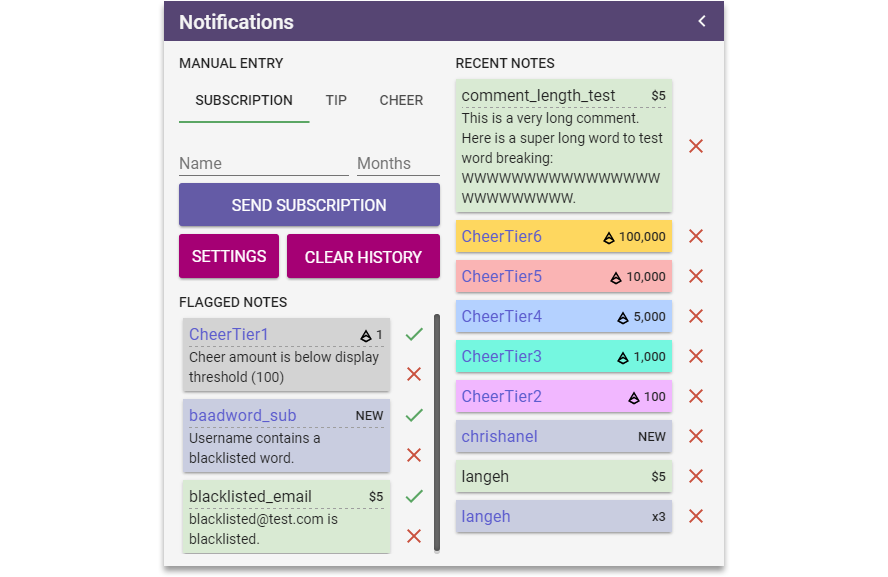 Notifications
MANUAL ENTRY
SUBSCRIPTION TIP CHEER
Name Months
SEND SUBSCRIPTION
SETTINGS CLEAR HISTORY
FLAGGED NOTES
CheerTier1 1
Cheer amount is below display
threshold (100)
baadword_sub NEW
Username contains a
blacklisted word.
blacklisted_email $5
blacklisted@test.com is
blacklisted.
RECENT NOTES
comment_length_test $5
This is a very long comment.
Here is a super long word to test
word breaking:
WWWWWWWWWWWWWWWW
WWWWWWWWW.
CheerTier6 100,000
CheerTier5 10,000
CheerTier4 5,000
CheerTier3 1,000
CheerTier2 100
chrishanel NEW
langeh $5
langeh x3